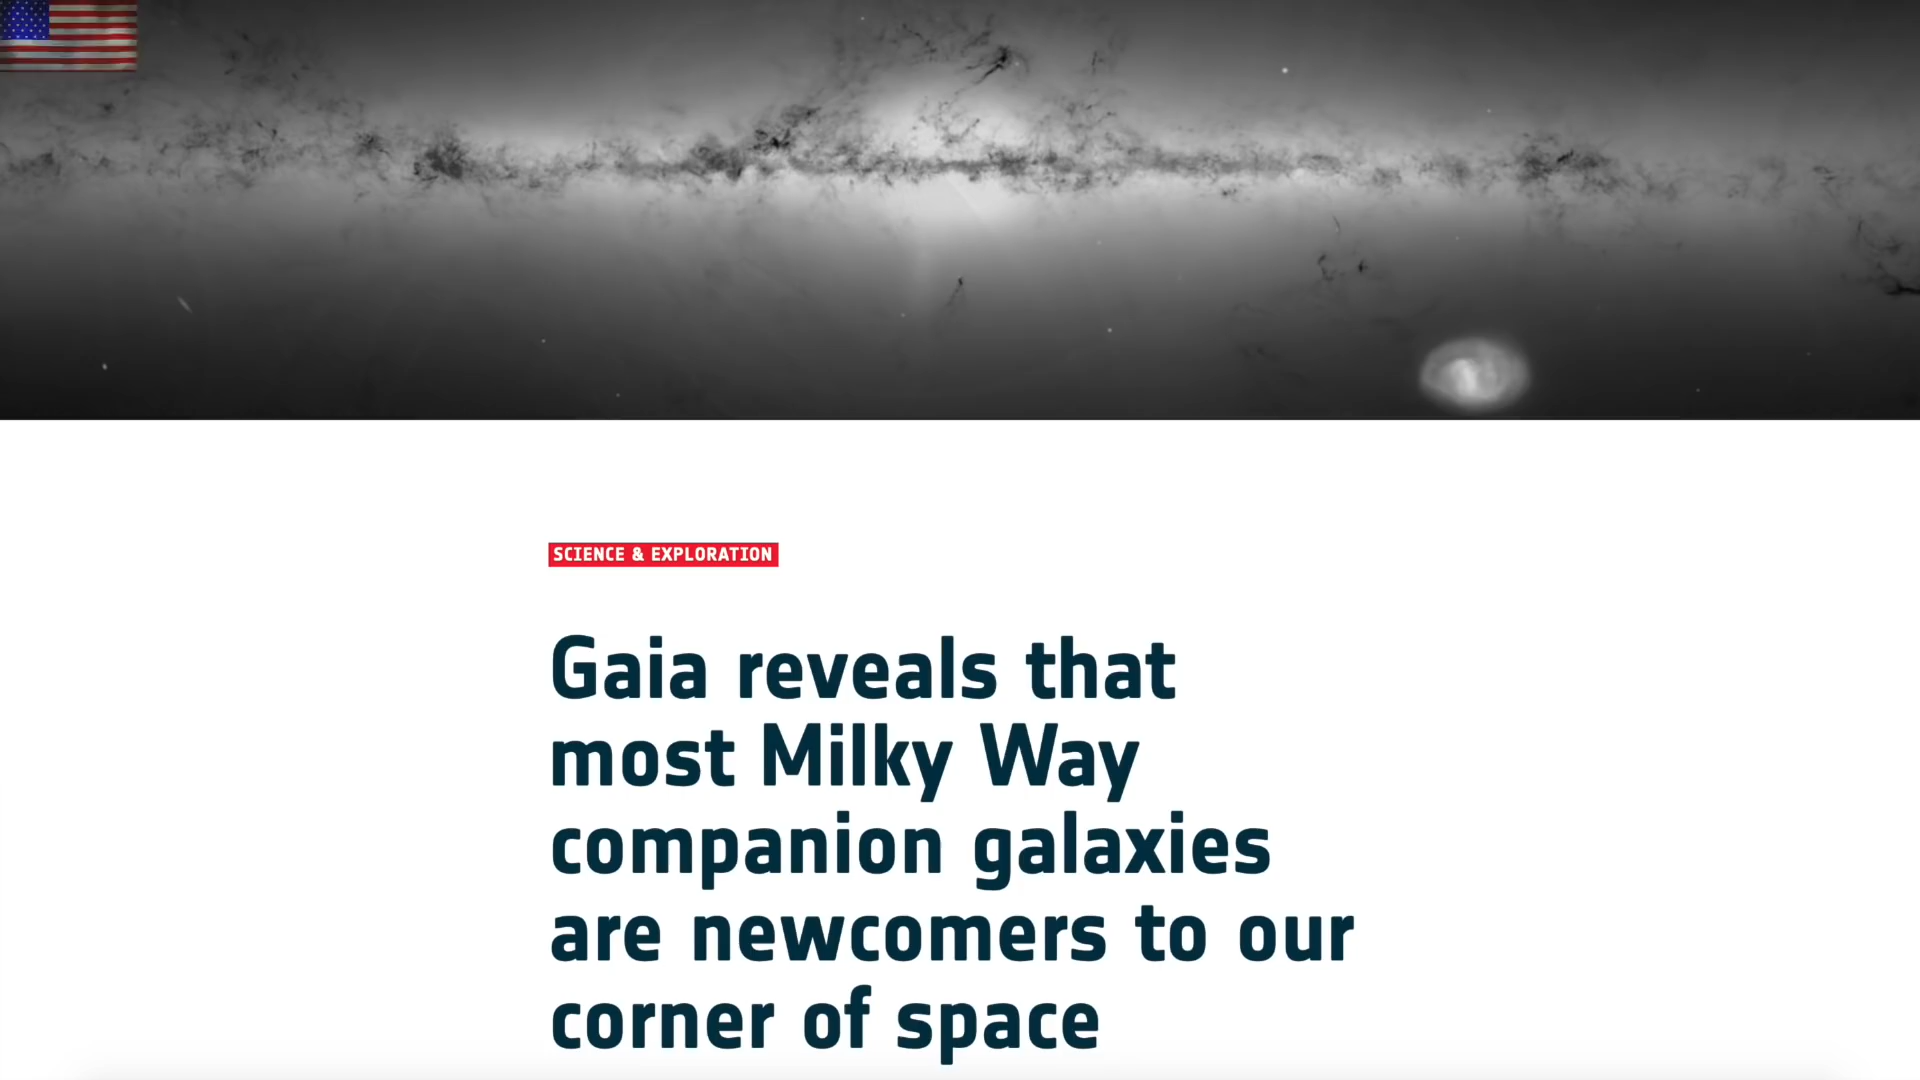 SCIENCE & EXPLORATION
Gaia reveals that
most Milky Way
companion galaxies
are newcomers to our
corner of space